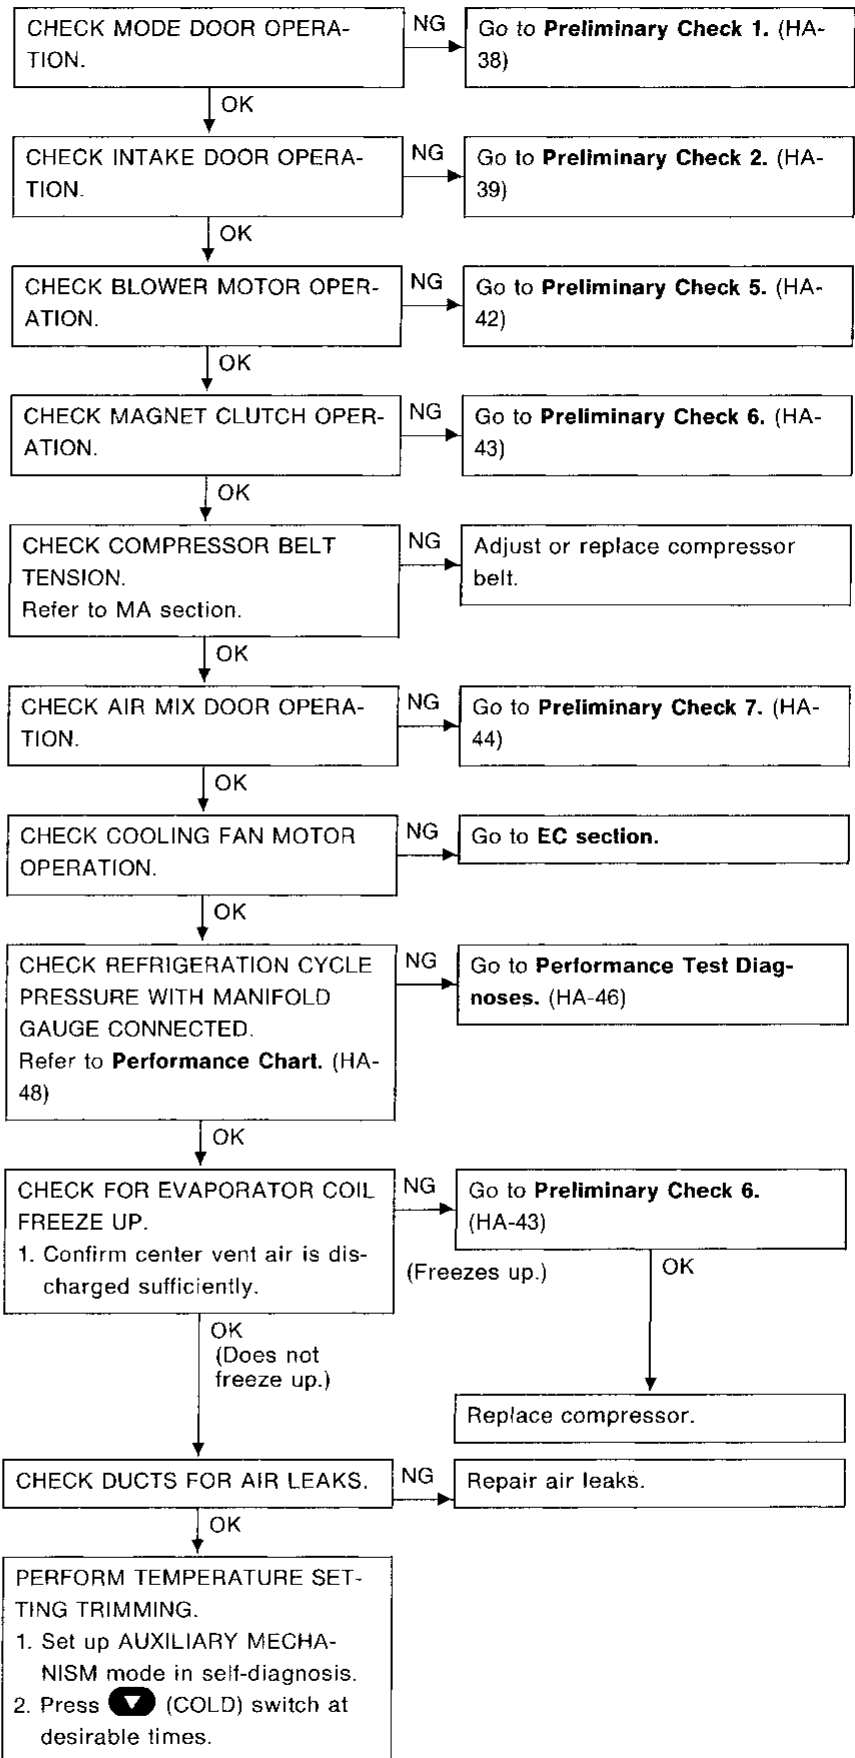 CHECK MODE DOOR OPERA-
TION.
NG
Go to Preliminary Check 1. (HA-
38)
OK
CHECK INTAKE DOOR OPERA-
TION.
NG
Go to Preliminary Check 2. (HA-
39)
OK
CHECK BLOWER MOTOR OPER-
ATION.
NG
Go to Preliminary Check 5. (HA-
42)
OK
CHECK MAGNET CLUTCH OPER-
ATION.
NG
Go to Preliminary Check 6. (HA-
43)
OK
CHECK COMPRESSOR BELT
TENSION.
Refer to MA section.
NG
Adjust or replace compressor
belt.
OK
CHECK AIR MIX DOOR OPERA-
TION.
NG
Go to Preliminary Check 7. (HA-
44)
OK
CHECK COOLING FAN MOTOR
OPERATION.
NG
Go to EC section.
OK
CHECK REFRIGERATION CYCLE
PRESSURE WITH MANIFOLD
GAUGE CONNECTED.
Refer to Performance Chart. (HA-
48)
NG
Go to Performance Test Diag-
noses. (HA-46)
OK
CHECK FOR EVAPORATOR COIL
FREEZE UP.
1. Confirm center vent air is dis-
charged sufficiently.
NG
(Freezes up.)
Go to Preliminary Check 6.
(HA-43)
OK
Replace compressor.
OK
(Does not
freeze up.)
CHECK DUCTS FOR AIR LEAKS.
NG
Repair air leaks.
OK
PERFORM TEMPERATURE SET-
TING TRIMMING.
1. Set up AUXILIARY MECHA-
NISM mode in self-diagnosis.
2. Press ▼ (COLD) switch at
desirable times.